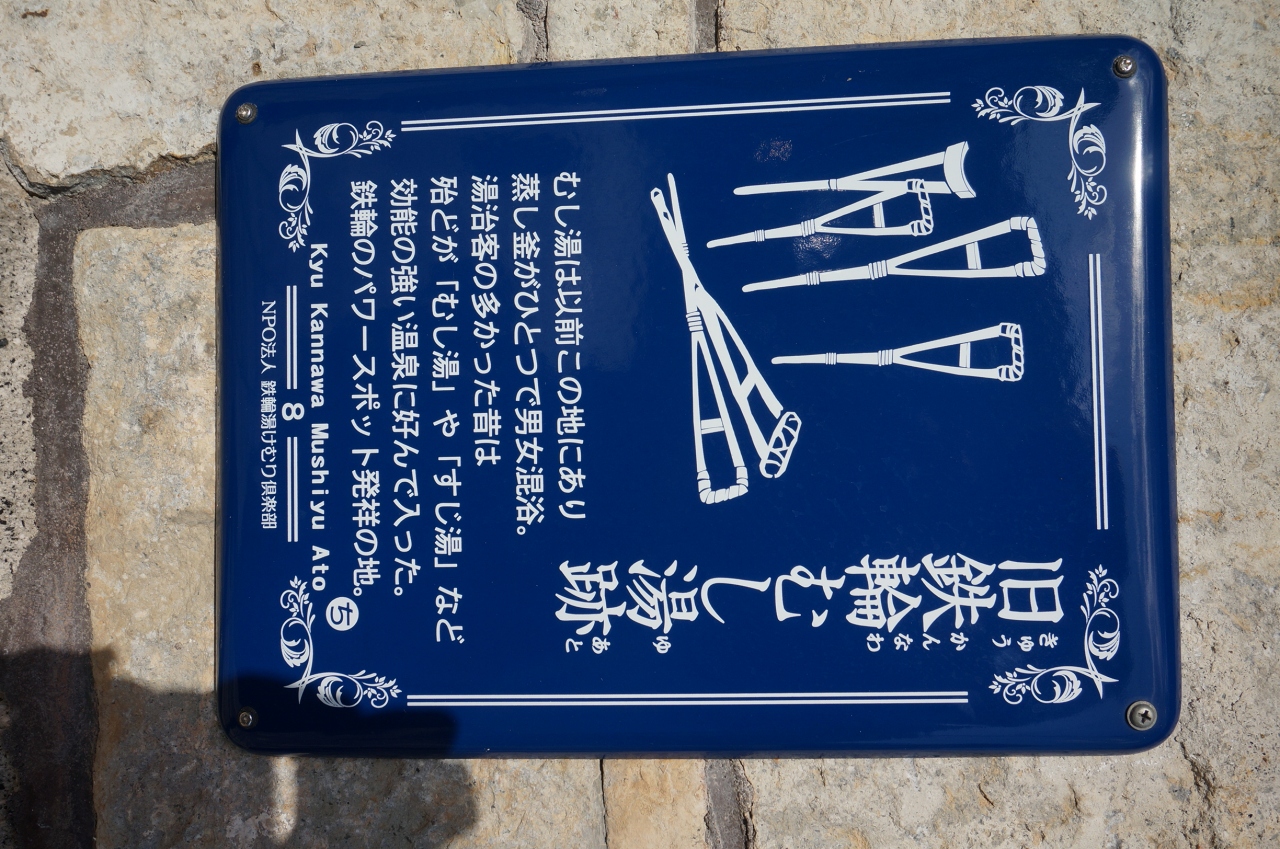 旧鉄輪むし湯跡
きゅう かんなわ ゆ あと
むし湯は以前この地にあり
蒸し釜がひとつで男女混浴。
湯治客の多かった昔は
殆どが「むし湯」や「すじ湯」など
効能の強い温泉に好んで入った。
鉄輪のパワースポット発祥の地。
ち
Kyu Kannawa Mushiyu Ato
8
NPO法人 鉄輪湯けむり倶楽部